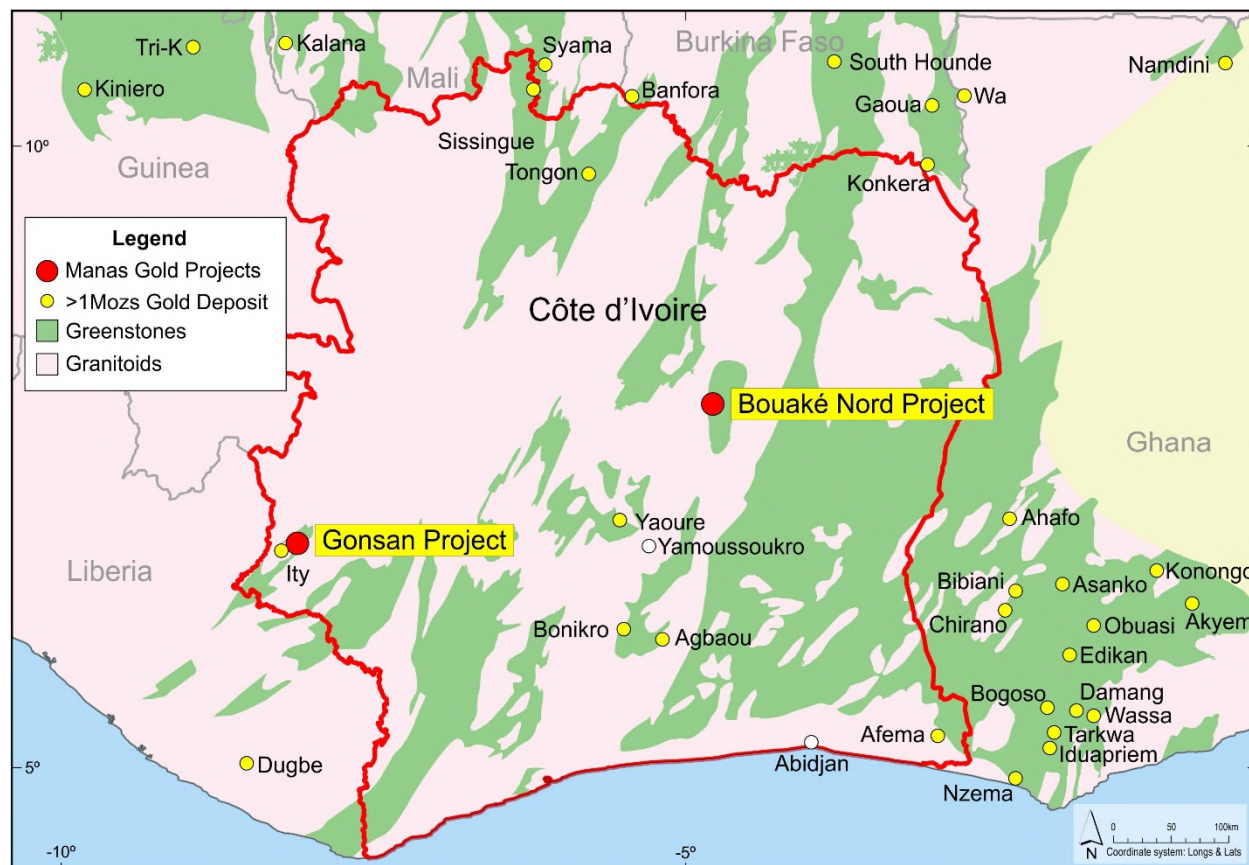 Tri-K
Kalana
Syama
Burkina Faso
South Hounde
Namdini
Kiniero
Mali
Banfora
Gaoua
Wa
Sissingue
10º
Guinea
Tongon
Konkera
Legend
Manas Gold Projects
>1Mozs Gold Deposit
Greenstones
Granitoids
Côte d’Ivoire
Bouaké Nord Project
Ghana
Yaoure
Ahafo
Gonsan Project
Yamoussoukro
Liberia
Ity
Bibiani
Asanko
Konongo
Chirano
Akyem
Bonikro
Agbaou
Obuasi
Edikan
Bogoso
Damang
Wassa
Afema
Tarkwa
Iduapriem
Dugbe
Abidjan
5º
Nzema
N
0 50 100km
Coordinate system: Longs & Lats
-10º
-5º